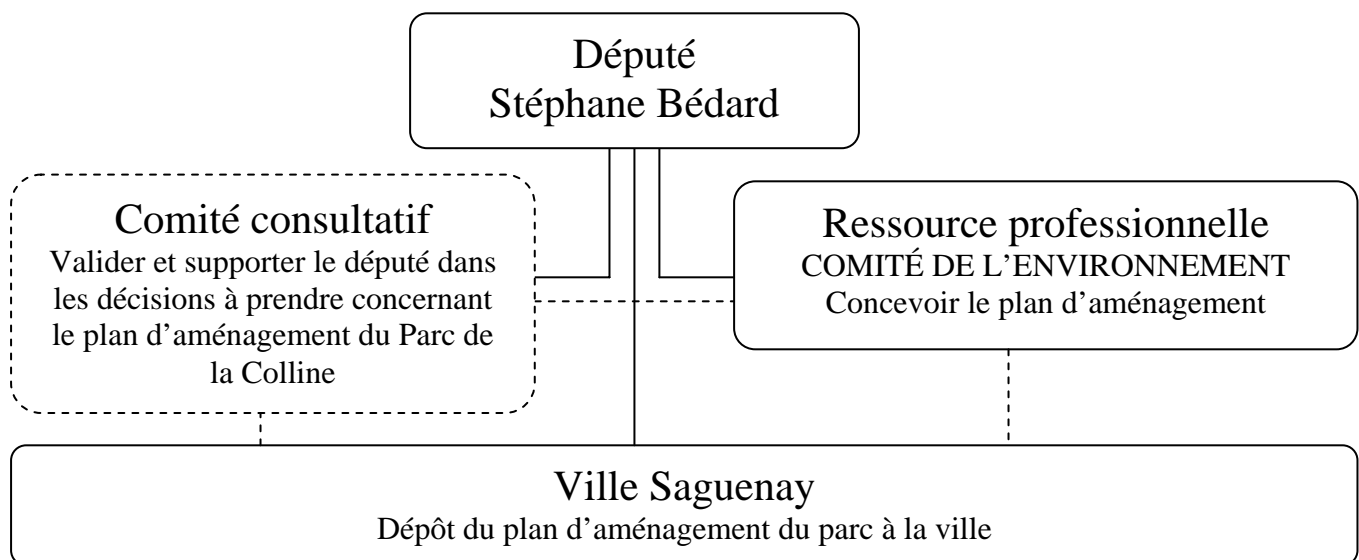 Député
Stéphane Bédard
Comité consultatif
Valider et supporter le député dans
les décisions à prendre concernant
le plan d’aménagement du Parc de
la Colline
Ressource professionnelle
COMITÉ DE L’ENVIRONNEMENT
Concevoir le plan d’aménagement
Ville Saguenay
Dépôt du plan d’aménagement du parc à la ville